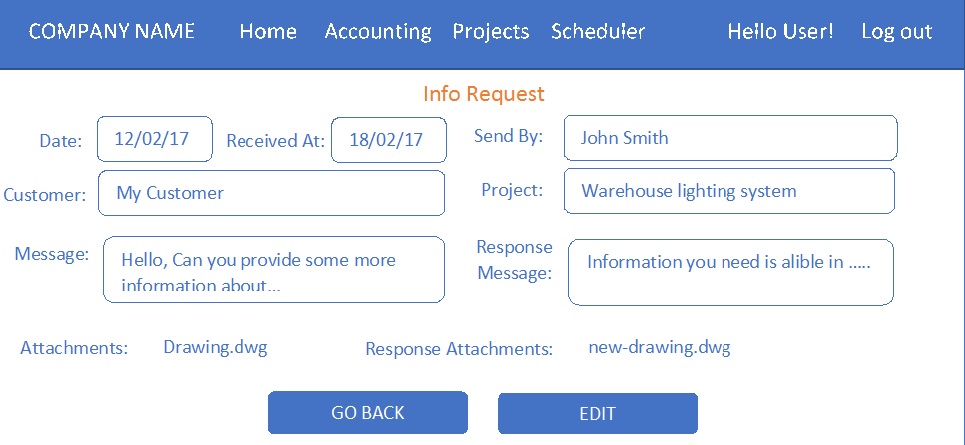 COMPANY NAME Home Accounting Projects Scheduler Hello User! Log out
Info Request
Date: 12/02/17 Received At: 18/02/17 Send By: John Smith
Customer: My Customer Project: Warehouse lighting system
Message: Hello, Can you provide some more
information about...
Response
Message: Information you need is alible in .....
Attachments: Drawing.dwg Response Attachments: new-drawing.dwg
GO BACK EDIT